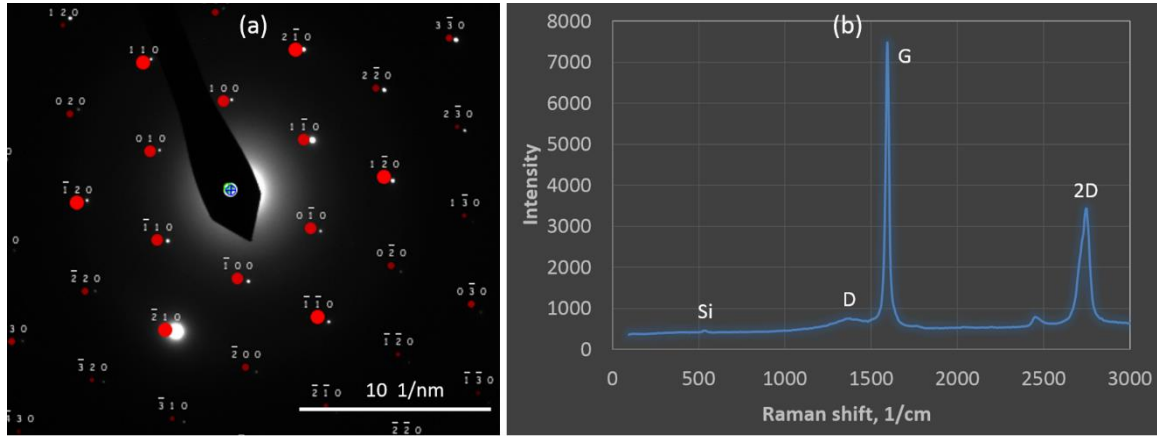 (a)
1 2 0
3 3̄ 0
2 1̄ 0
1 1 0
2 2̄ 0
1 0 0
0 2 0
2 3̄ 0
1 1̄ 0
0 1 0
1 2̄ 0
1̄ 2 0
1 3̄ 0
0 1̄ 0
1̄ 1 0
0
0 2̄ 0
1̄ 0 0
2̄ 2 0
0 3̄ 0
1̄ 1̄ 0
2̄ 1 0
3 0
1̄ 2̄ 0
2̄ 0 0
3̄ 2 0
10 1/nm
2̄ 1̄ 0
1̄ 3̄
3̄ 1 0
4 3 0
2̄ 2̄ 0
(b)
Intensity
8000
7000
6000
5000
4000
3000
2000
1000
0
G
2D
D
Si
0 500 1000 1500 2000 2500 3000
Raman shift, 1/cm